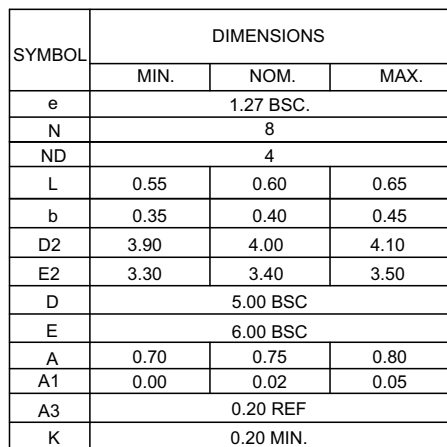 SYMBOL DIMENSIONS
MIN. NOM. MAX.
e 1.27 BSC.
N 8
ND 4
L 0.55 0.60 0.65
b 0.35 0.40 0.45
D2 3.90 4.00 4.10
E2 3.30 3.40 3.50
D 5.00 BSC
E 6.00 BSC
A 0.70 0.75 0.80
A1 0.00 0.02 0.05
A3 0.20 REF
K 0.20 MIN.